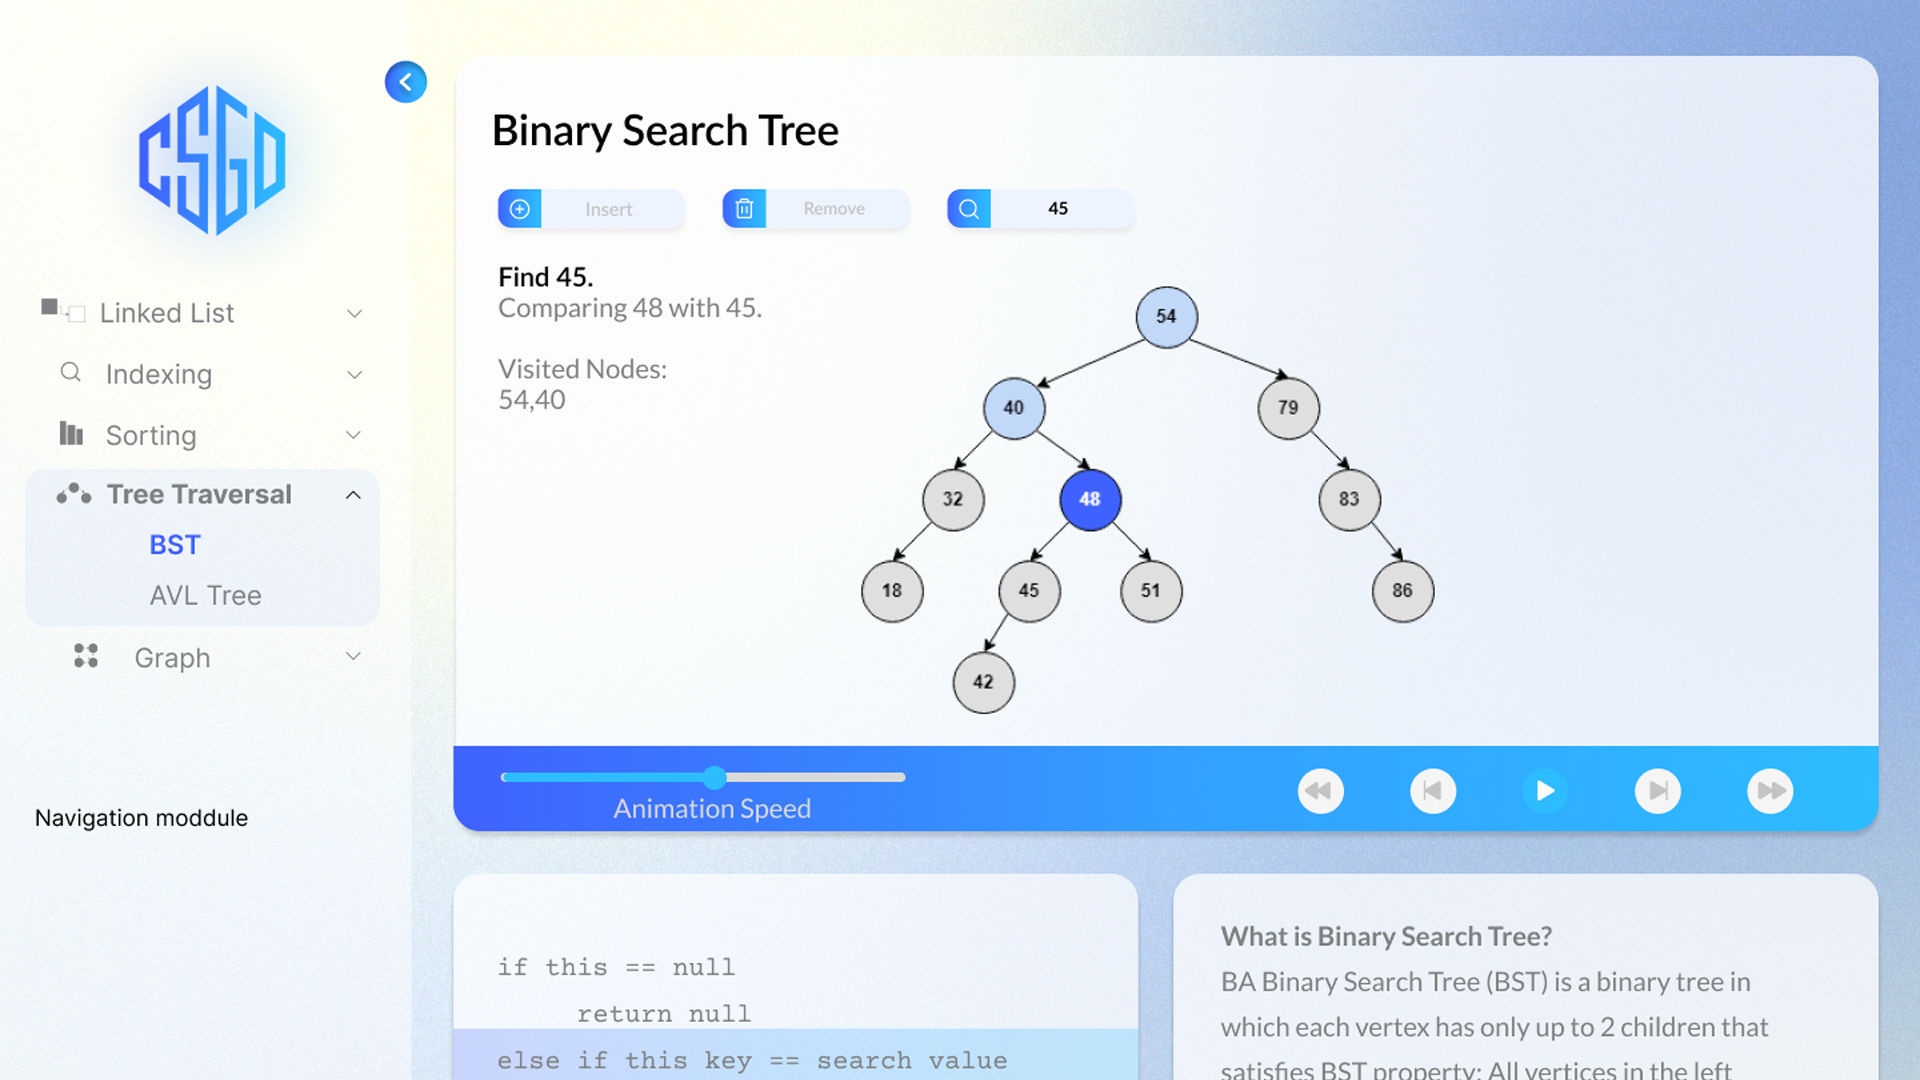 CSGO
Linked List
Indexing
Sorting
Tree Traversal
BST
AVL Tree
Graph
Navigation moddule
Binary Search Tree
Insert
Remove
45
Find 45.
Comparing 48 with 45.
Visited Nodes:
54,40
54
40
79
32
48
83
18
45
51
86
42
Animation Speed
if this == null
return null
else if this key == search value
What is Binary Search Tree?
BA Binary Search Tree (BST) is a binary tree in
which each vertex has only up to 2 children that
satisfies BST property: All vertices in the left